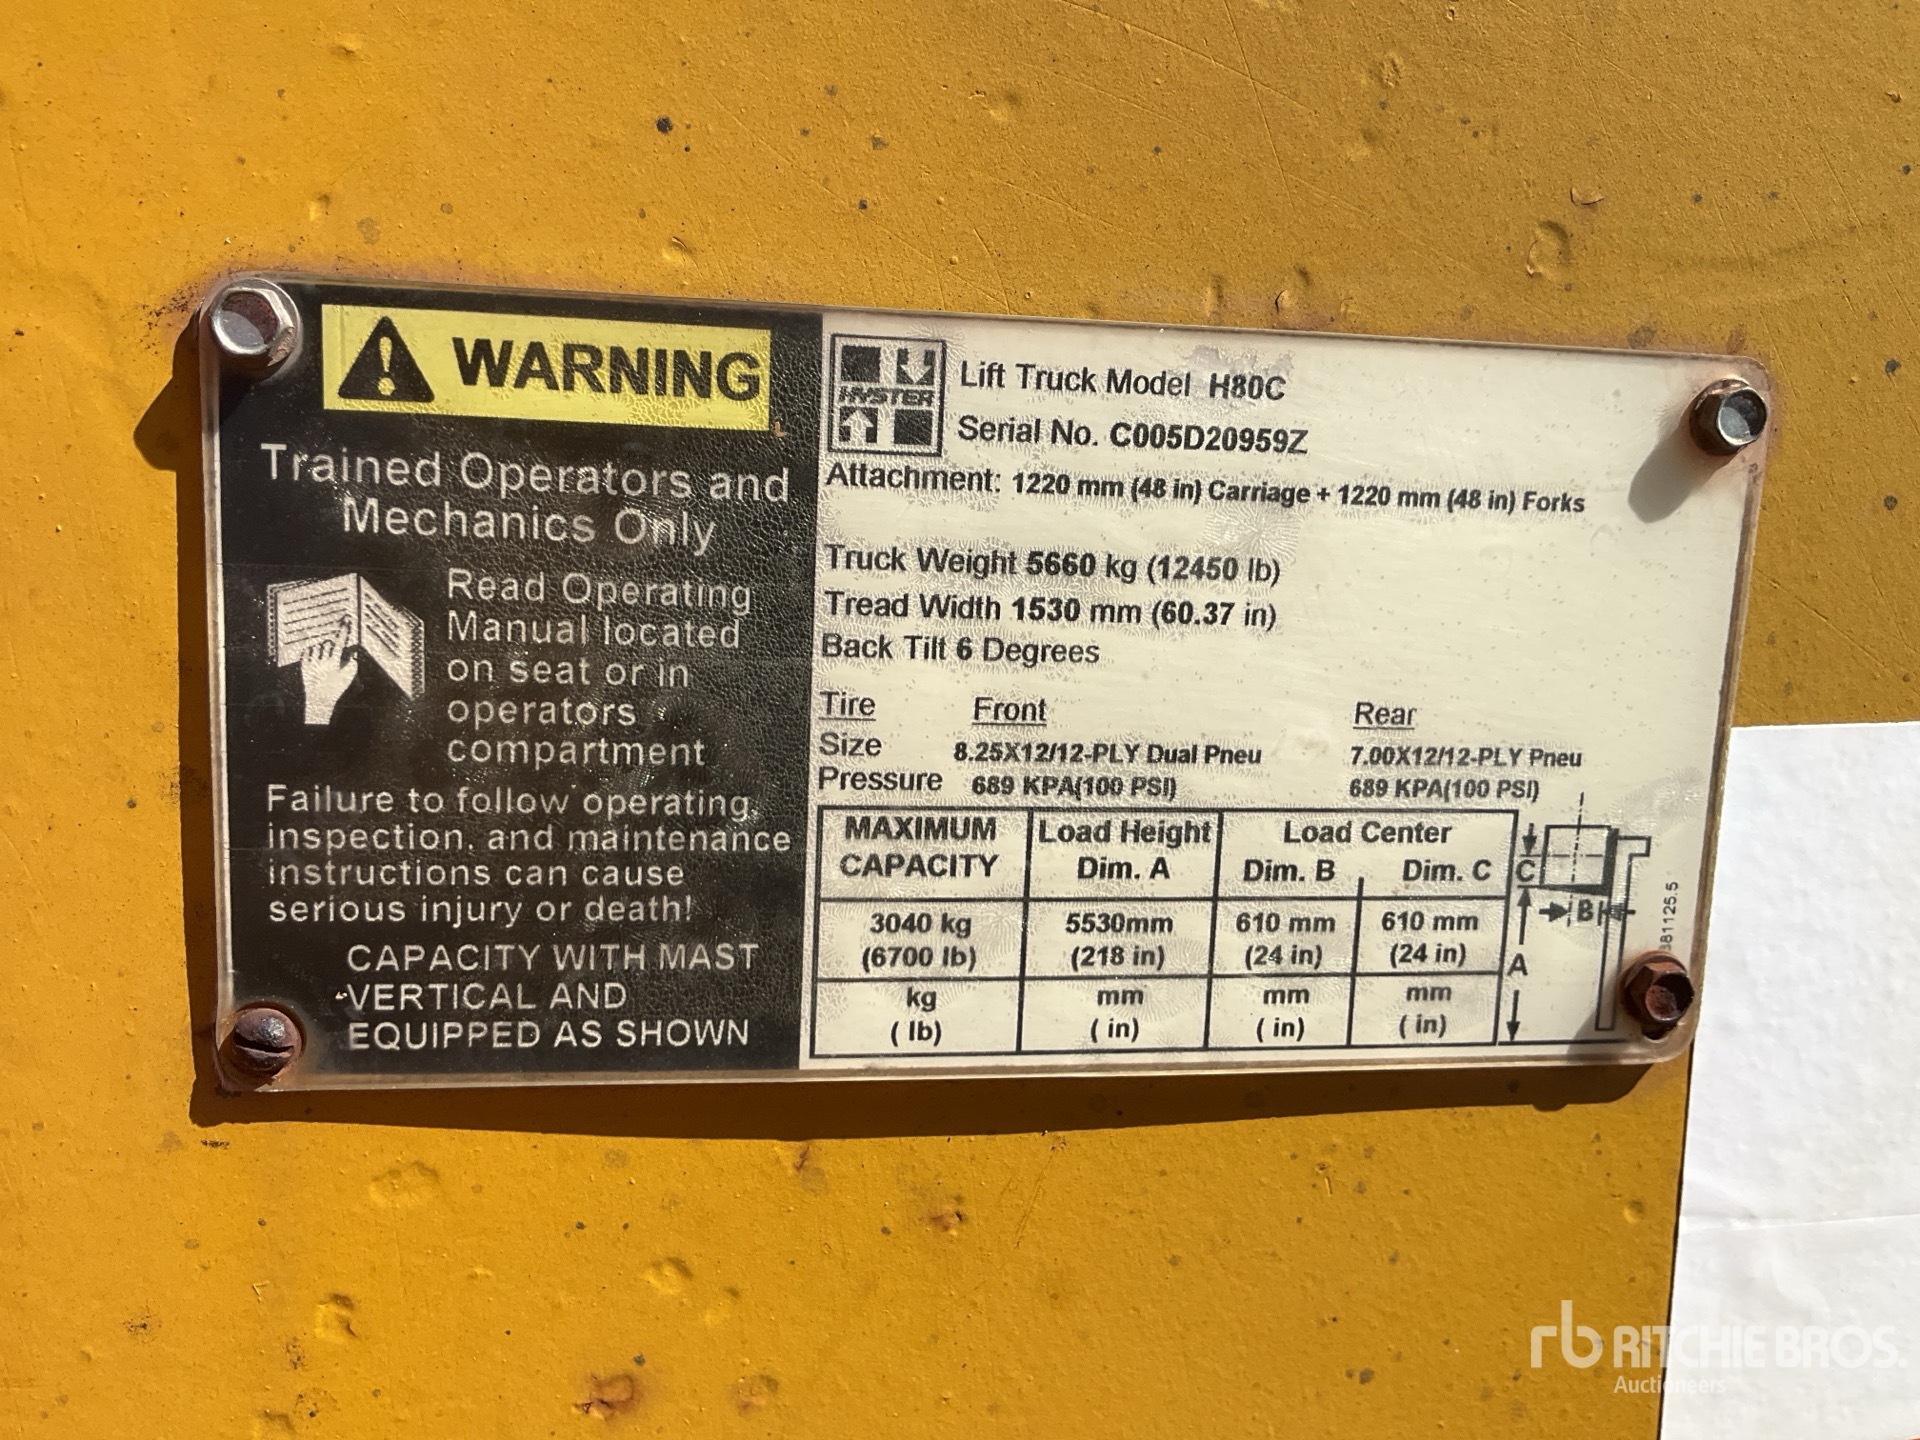 WARNING
Trained Operators and
Mechanics Only
Read Operating
Manual located
on seat or in
operators
compartment
Failure to follow operating,
inspection, and maintenance
instructions can cause
serious injury or death!
CAPACITY WITH MAST
VERTICAL AND
EQUIPPED AS SHOWN
HYSTER
Lift Truck Model H80C
Serial No. C005D20959Z
Attachment: 1220 mm (48 in) Carriage + 1220 mm (48 in) Forks
Truck Weight 5660 kg (12450 lb)
Tread Width 1530 mm (60.37 in)
Back Tilt 6 Degrees
Tire Front Rear
Size 8.25X12/12-PLY Dual Pneu 7.00X12/12-PLY Pneu
Pressure 689 KPA(100 PSI) 689 KPA(100 PSI)
MAXIMUM Load Height Load Center
CAPACITY Dim. A Dim. B Dim. C
3040 kg 5530mm 610 mm 610 mm
(6700 lb) (218 in) (24 in) (24 in)
kg mm mm mm
( lb) ( in) ( in) ( in)
C
B
A
rb RITCHIE BROS.
Auctioneers